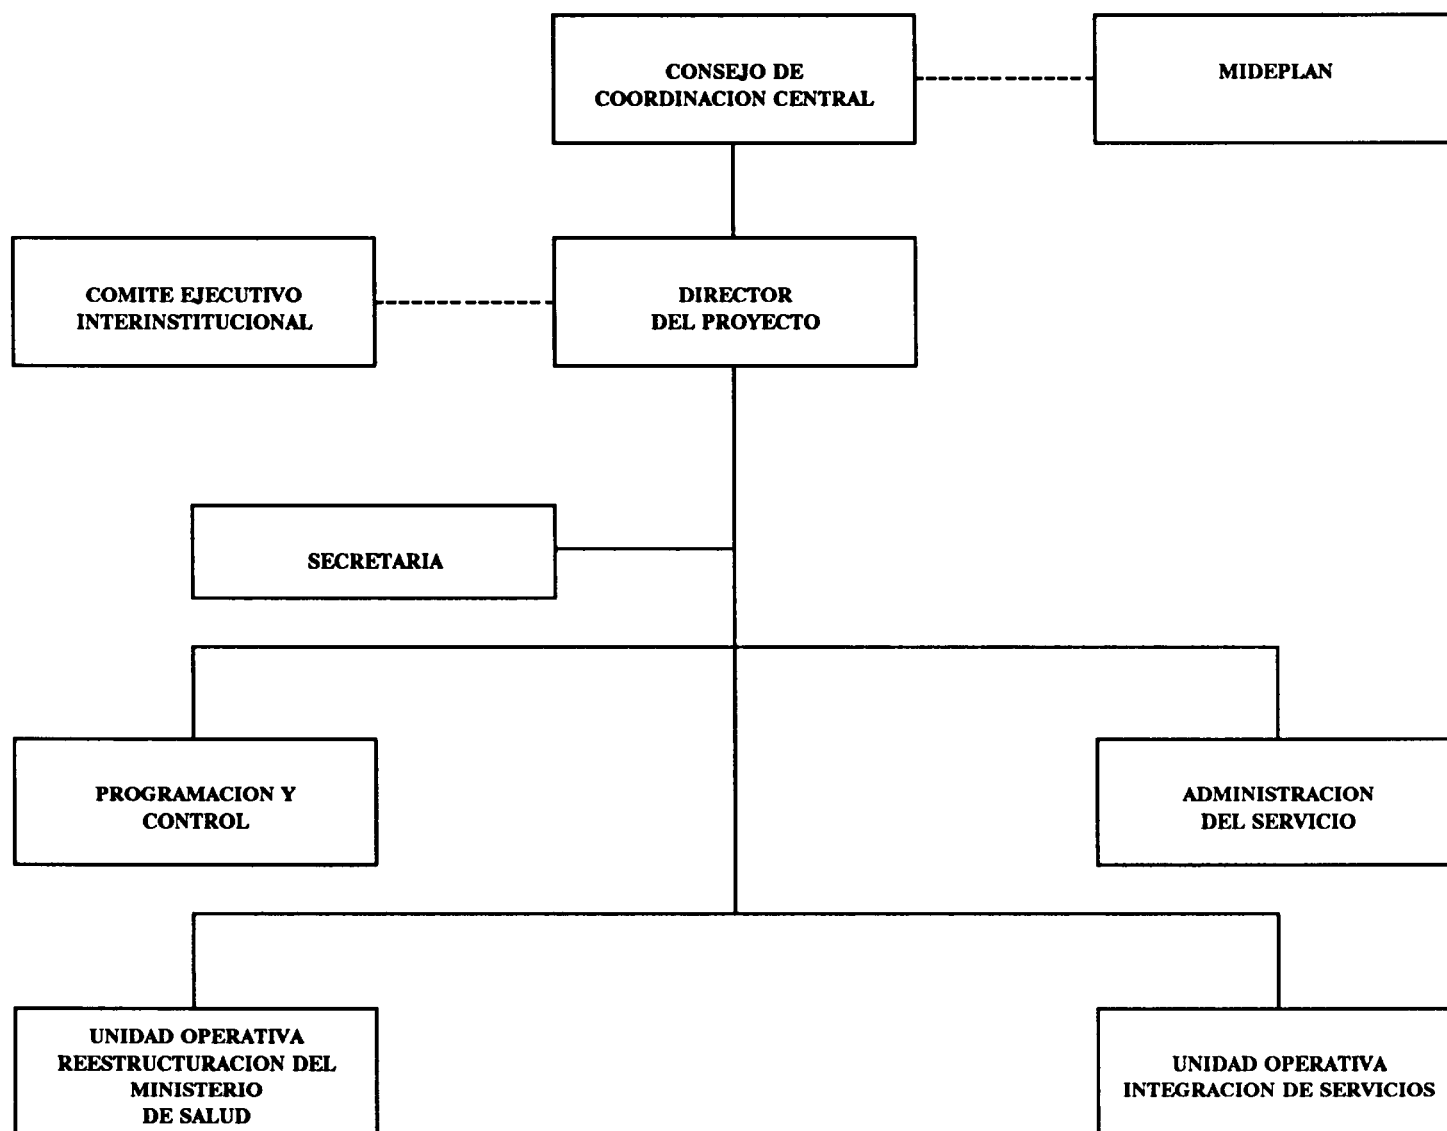 CONSEJO DE
COORDINACION CENTRAL
MIDEPLAN
COMITE EJECUTIVO
INTERINSTITUCIONAL
DIRECTOR
DEL PROYECTO
SECRETARIA
PROGRAMACION Y
CONTROL
ADMINISTRACION
DEL SERVICIO
UNIDAD OPERATIVA
REESTRUCTURACION DEL
MINISTERIO
DE SALUD
UNIDAD OPERATIVA
INTEGRACION DE SERVICIOS